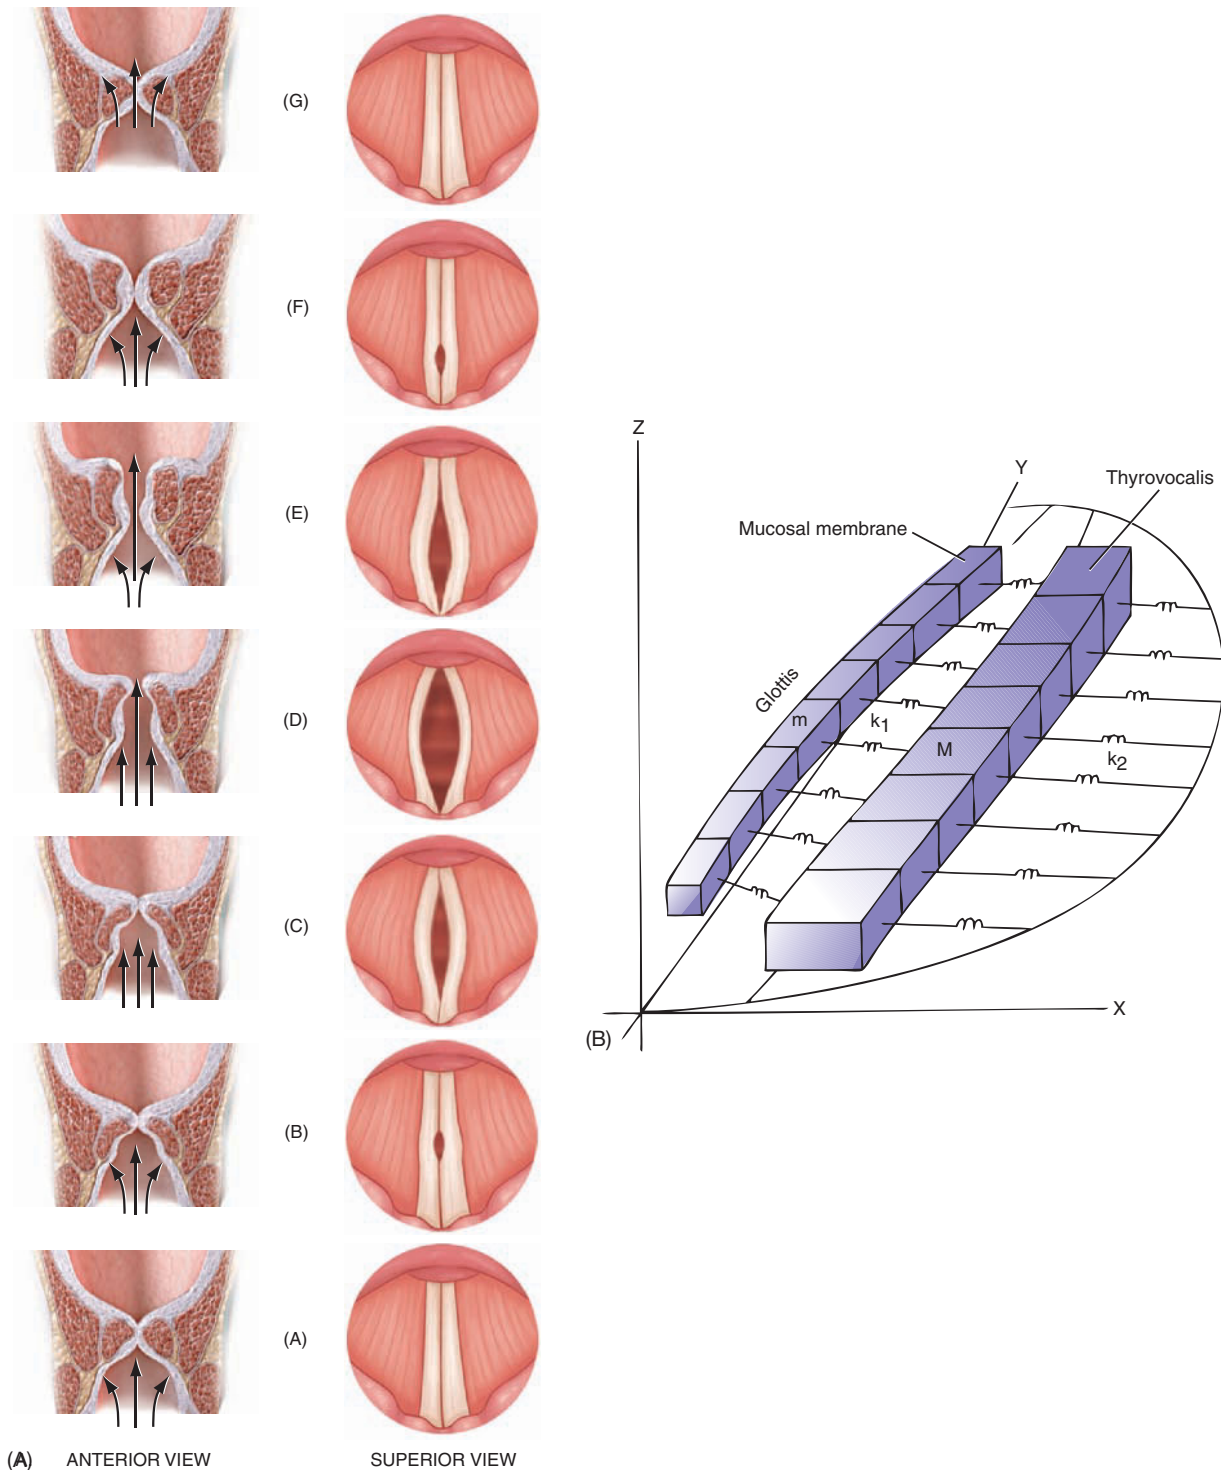 (G)
(F)
(E)
(D)
(C)
(B)
(A)
(A) ANTERIOR VIEW
SUPERIOR VIEW
Z
Y
Thyrovocalis
Mucosal membrane
Glottis
m
k1
M
k2
X
(B)